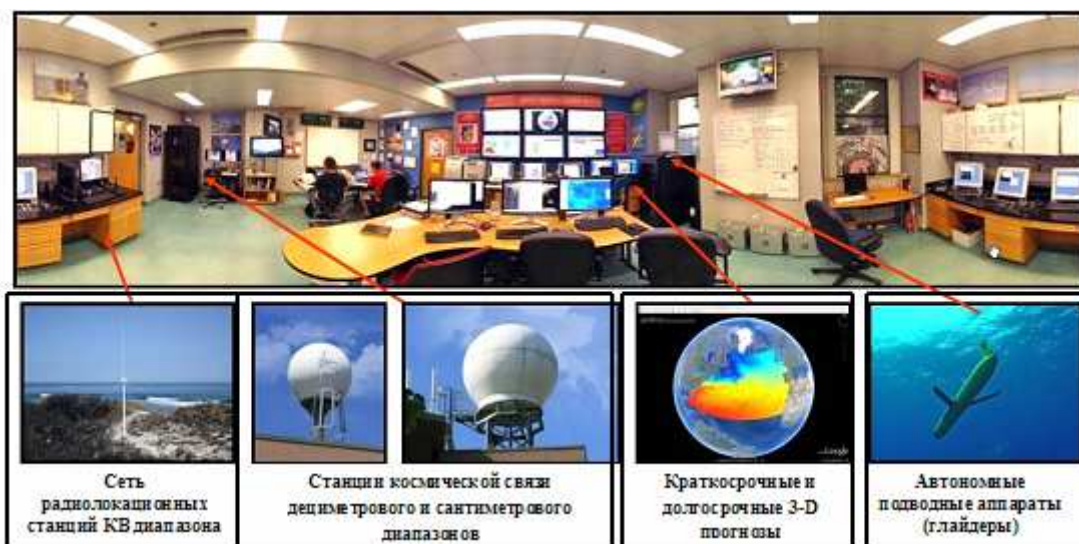 Сеть
радиолокационных
станций КВ диапазона
Станции космической связи
дециметрового и сантиметрового
диапазонов
Краткосрочные и
долгосрочные 3-D
прогнозы
Автономные
подводные аппараты
(глайдеры)